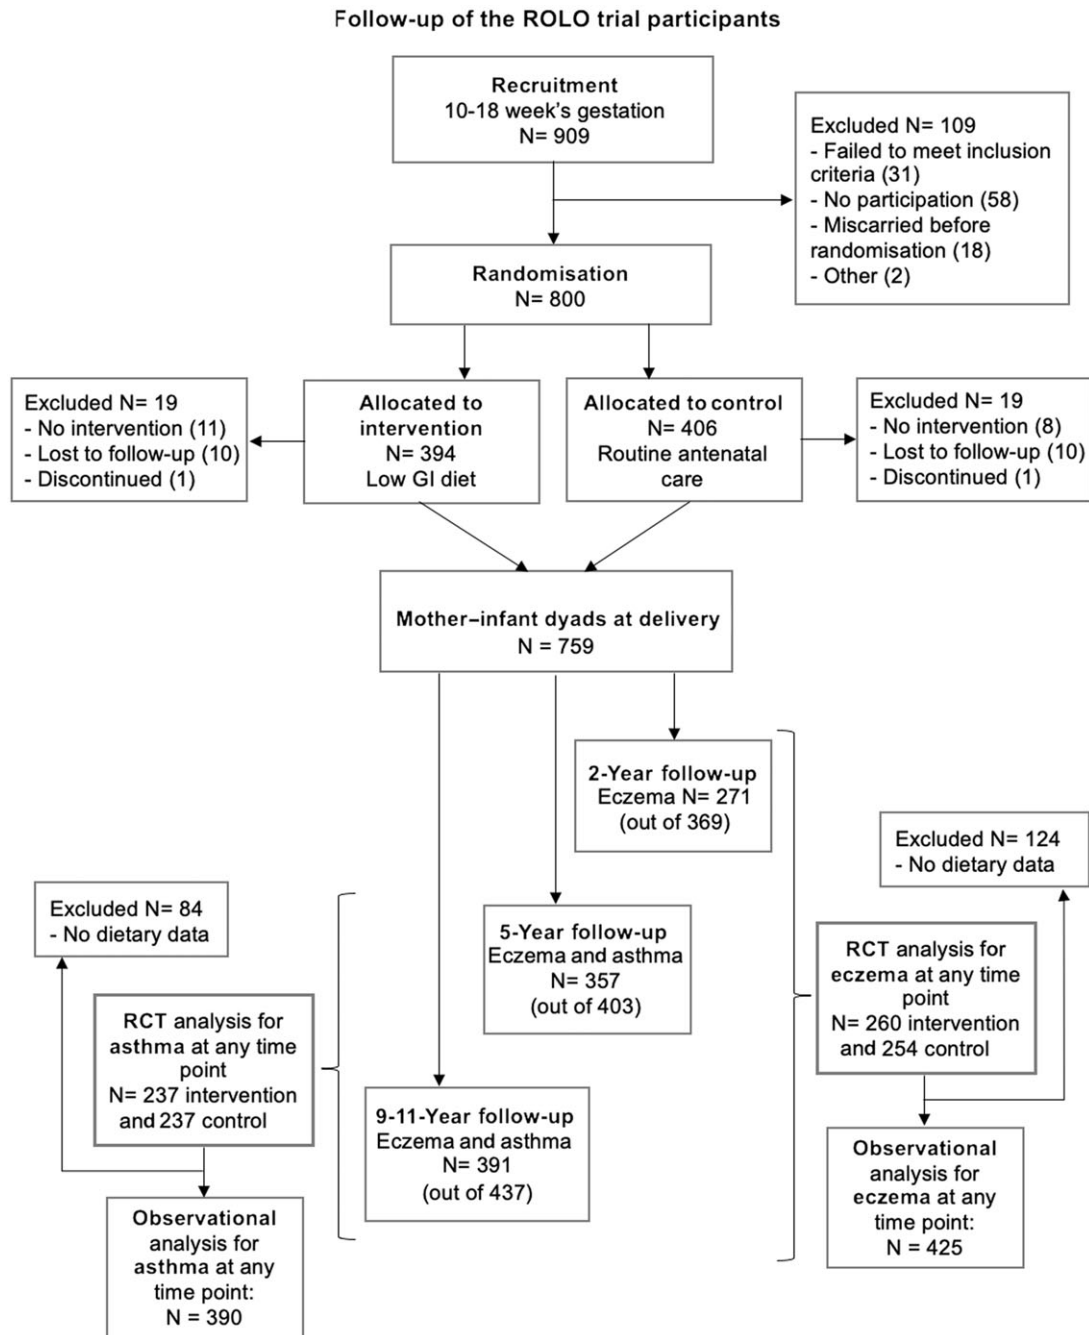 Follow-up of the ROLO trial participants
Recruitment
10-18 week's gestation
N= 909
Excluded N= 109
- Failed to meet inclusion
criteria (31)
- No participation (58)
- Miscarried before
randomisation (18)
- Other (2)
Randomisation
N= 800
Excluded N= 19
- No intervention (11)
- Lost to follow-up (10)
- Discontinued (1)
Allocated to
intervention
N= 394
Low GI diet
Allocated to control
N= 406
Routine antenatal
care
Excluded N= 19
- No intervention (8)
- Lost to follow-up (10)
- Discontinued (1)
Mother–infant dyads at delivery
N = 759
2-Year follow-up
Eczema N= 271
(out of 369)
Excluded N= 124
- No dietary data
5-Year follow-up
Eczema and asthma
N= 357
(out of 403)
Excluded N= 84
- No dietary data
RCT analysis for
eczema at any time
point
N= 260 intervention
and 254 control
RCT analysis for
asthma at any time
point
N= 237 intervention
and 237 control
9-11-Year follow-up
Eczema and asthma
N= 391
(out of 437)
Observational
analysis for
eczema at any
time point:
N = 425
Observational
analysis for
asthma at any
time point:
N = 390